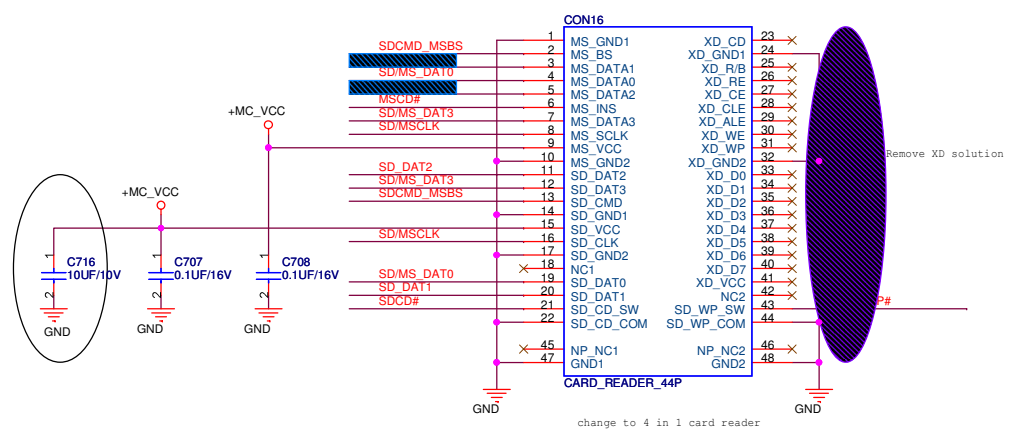 CON16
1 MS_GND1 XD_CD 23
SDCMD_MSBS 2 MS_BS XD_GND1 24
3 MS_DATA1 XD_R/B 25
SD/MS_DAT0 4 MS_DATA0 XD_RE 26
5 MS_DATA2 XD_CE 27
MSCD# 6 MS_INS XD_CLE 28
SD/MS_DAT3 7 MS_DATA3 XD_ALE 29
SD/MSCLK 8 MS_SCLK XD_WE 30
+MC_VCC 9 MS_VCC XD_WP 31
10 MS_GND2 XD_GND2 32
Remove XD solution
SD_DAT2 11 SD_DAT2 XD_D0 33
SD/MS_DAT3 12 SD_DAT3 XD_D1 34
SDCMD_MSBS 13 SD_CMD XD_D2 35
+MC_VCC
14 SD_GND1 XD_D3 36
15 SD_VCC XD_D4 37
SD/MSCLK 16 SD_CLK XD_D5 38
17 SD_GND2 XD_D6 39
18 NC1 XD_D7 40
SD/MS_DAT0 19 SD_DAT0 XD_VCC 41
SD_DAT1 20 SD_DAT1 NC2 42
SDCD# 21 SD_CD_SW SD_WP_SW 43 P#
22 SD_CD_COM SD_WP_COM 44
45 NP_NC1 NP_NC2 46
47 GND1 GND2 48
1 C716 10UF/10V 2 GND
1 C707 0.1UF/16V 2 GND
1 C708 0.1UF/16V 2 GND
CARD_READER_44P
GND GND
change to 4 in 1 card reader